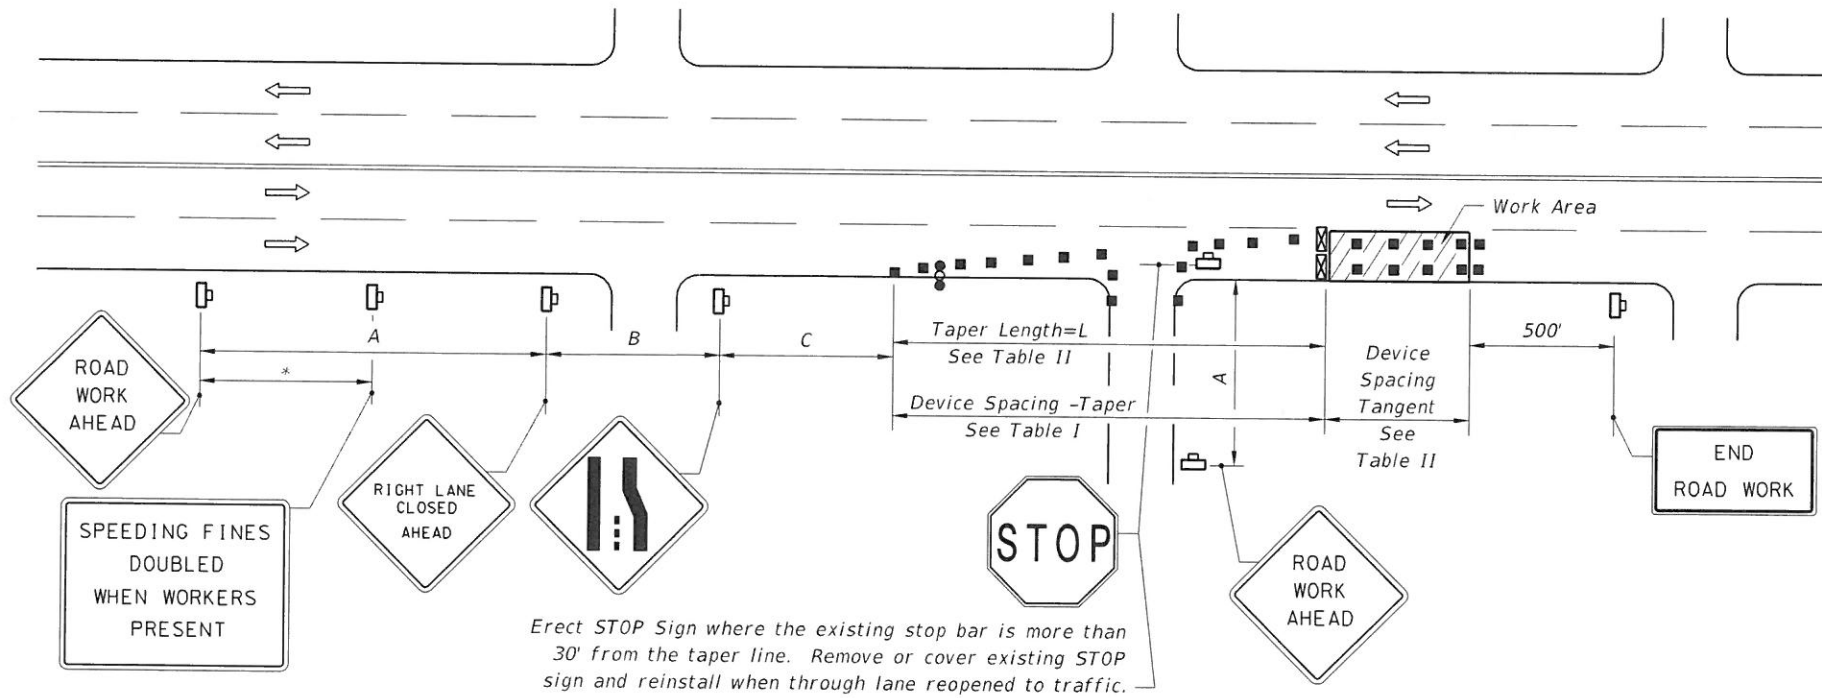 Work Area
A
B
C
*
Taper Length=L
See Table II
Device Spacing -Taper
See Table I
A
Device
Spacing
Tangent
See
Table II
500'
ROAD
WORK
AHEAD
SPEEDING FINES
DOUBLED
WHEN WORKERS
PRESENT
RIGHT LANE
CLOSED
AHEAD
STOP
ROAD
WORK
AHEAD
END
ROAD WORK
Erect STOP Sign where the existing stop bar is more than
30' from the taper line. Remove or cover existing STOP
sign and reinstall when through lane reopened to traffic.